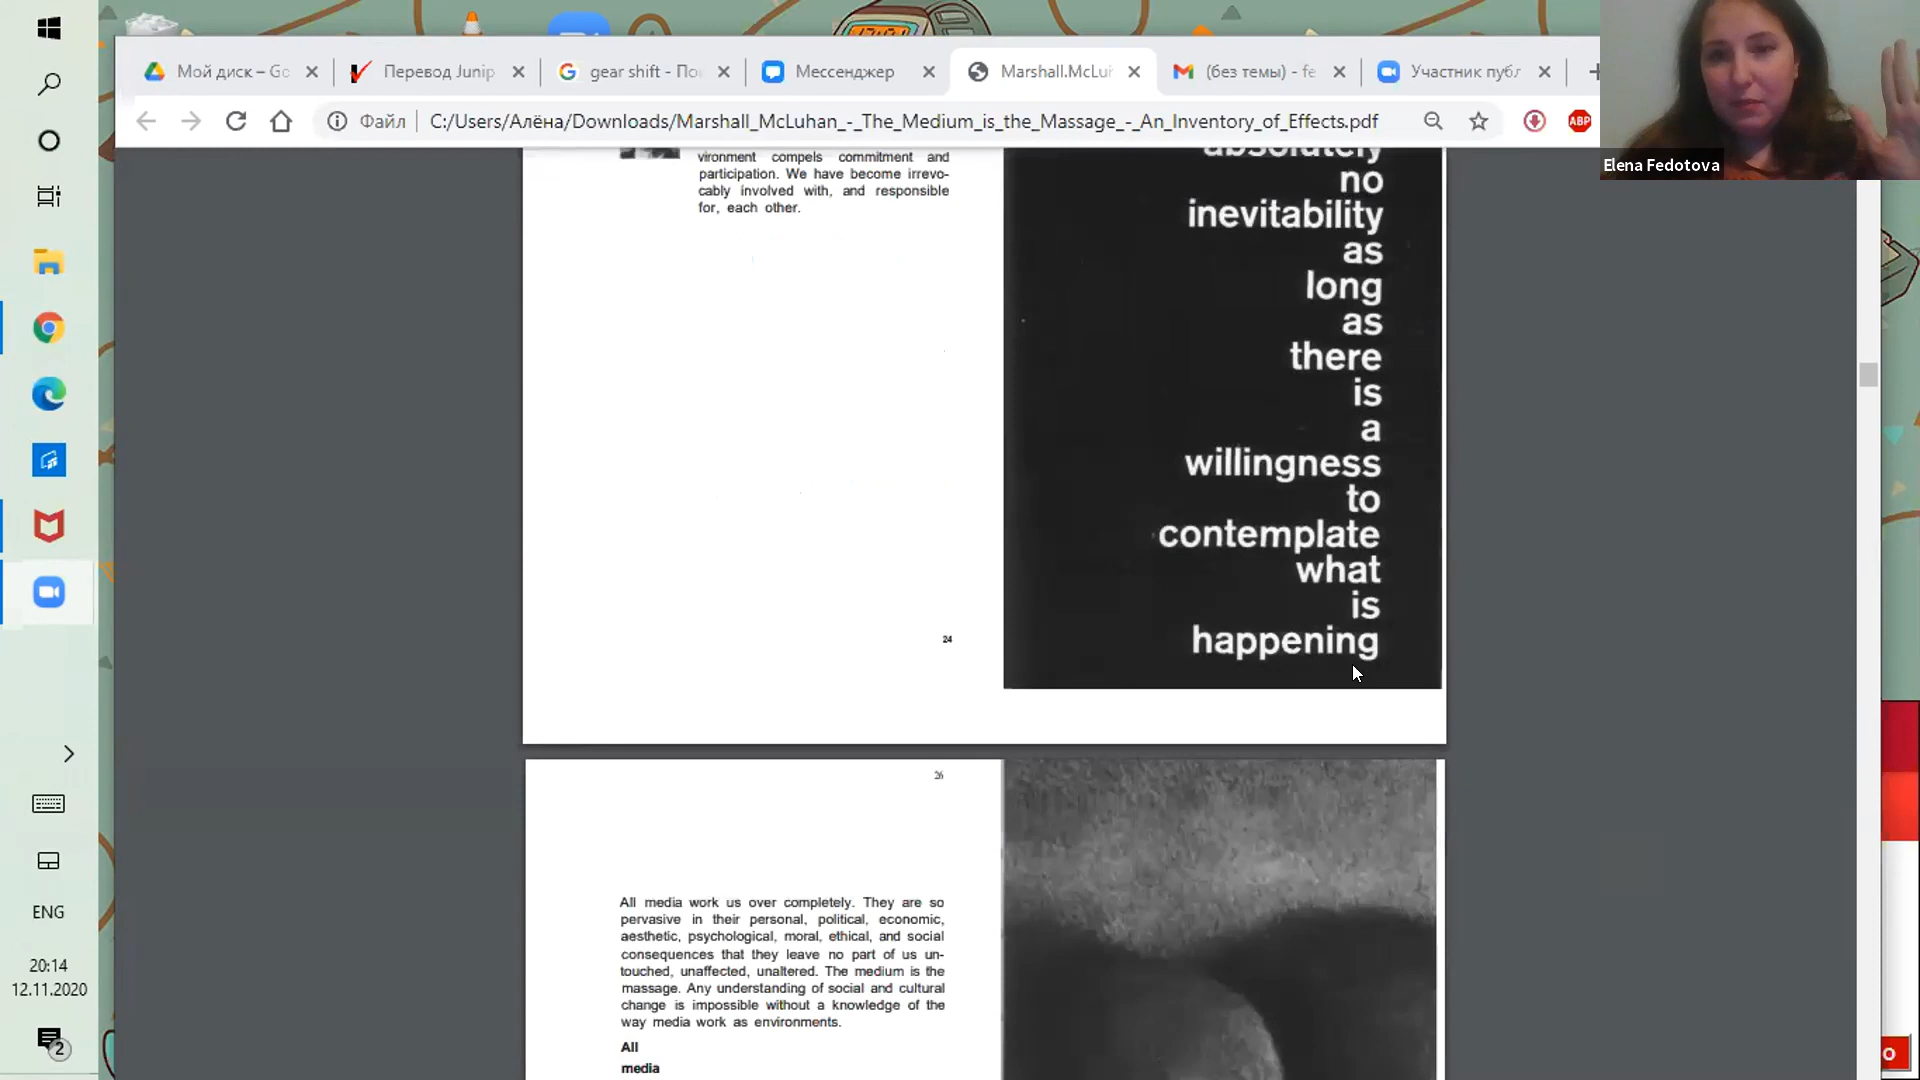 Мой диск – Go
Перевод Junip
gear shift - Пои
Мессенджер
Marshall.McLuh
(без темы) - fe
Участник публ
Файл
C:/Users/Алёна/Downloads/Marshall_McLuhan_-_The_Medium_is_the_Massage_-_An_Inventory_of_Effects.pdf
ABP
Elena Fedotova
vironment compels commitment and
participation. We have become irrevo-
cably involved with, and responsible
for, each other.
24
absolutely
no
inevitability
as
long
as
there
is
a
willingness
to
contemplate
what
is
happening
26
All media work us over completely. They are so
pervasive in their personal, political, economic,
aesthetic, psychological, moral, ethical, and social
consequences that they leave no part of us un-
touched, unaffected, unaltered. The medium is the
massage. Any understanding of social and cultural
change is impossible without a knowledge of the
way media work as environments.
All
media
ENG
20:14
12.11.2020
2